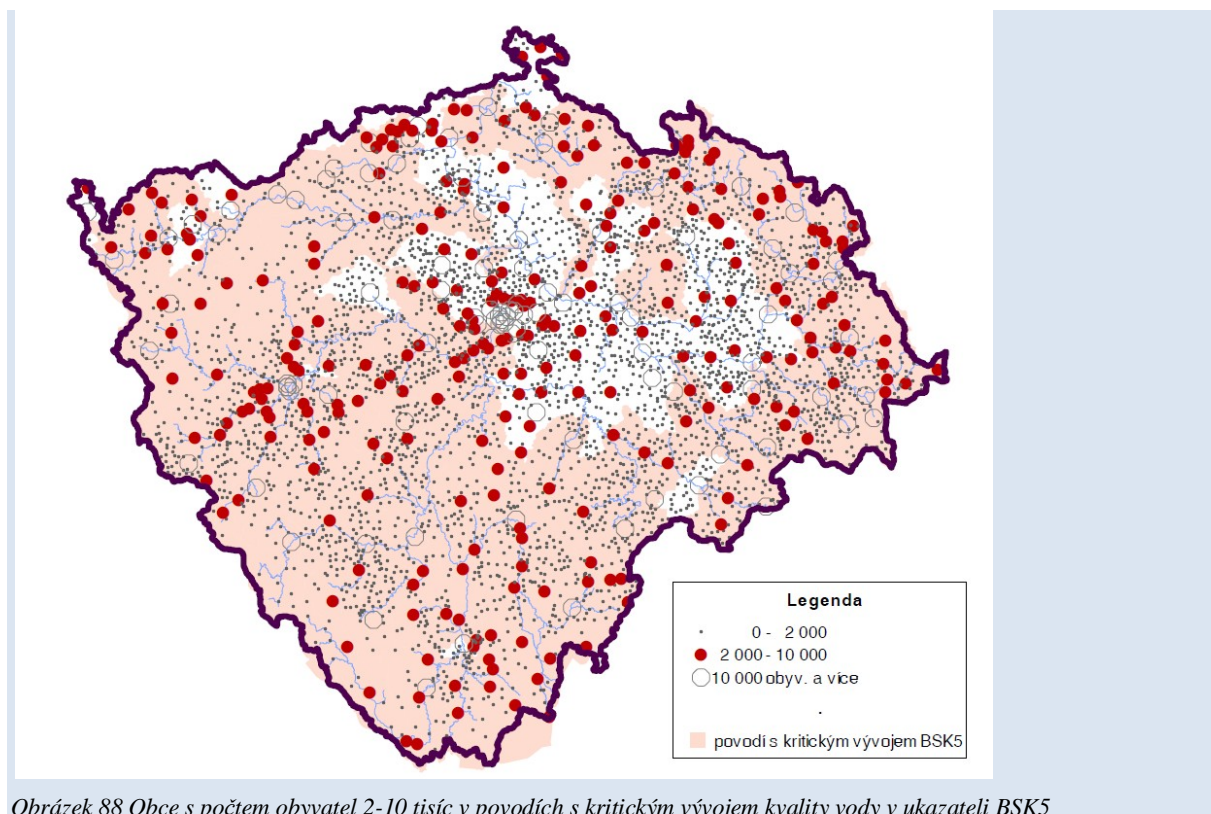 Legenda
0 - 2 000
2 000 - 10 000
10 000 obyv. a více
povodí s kritickým vývojem BSK5
Obrázek 88 Obce s počtem obyvatel 2-10 tisíc v povodích s kritickým vývojem kvality vody v ukazateli BSK5